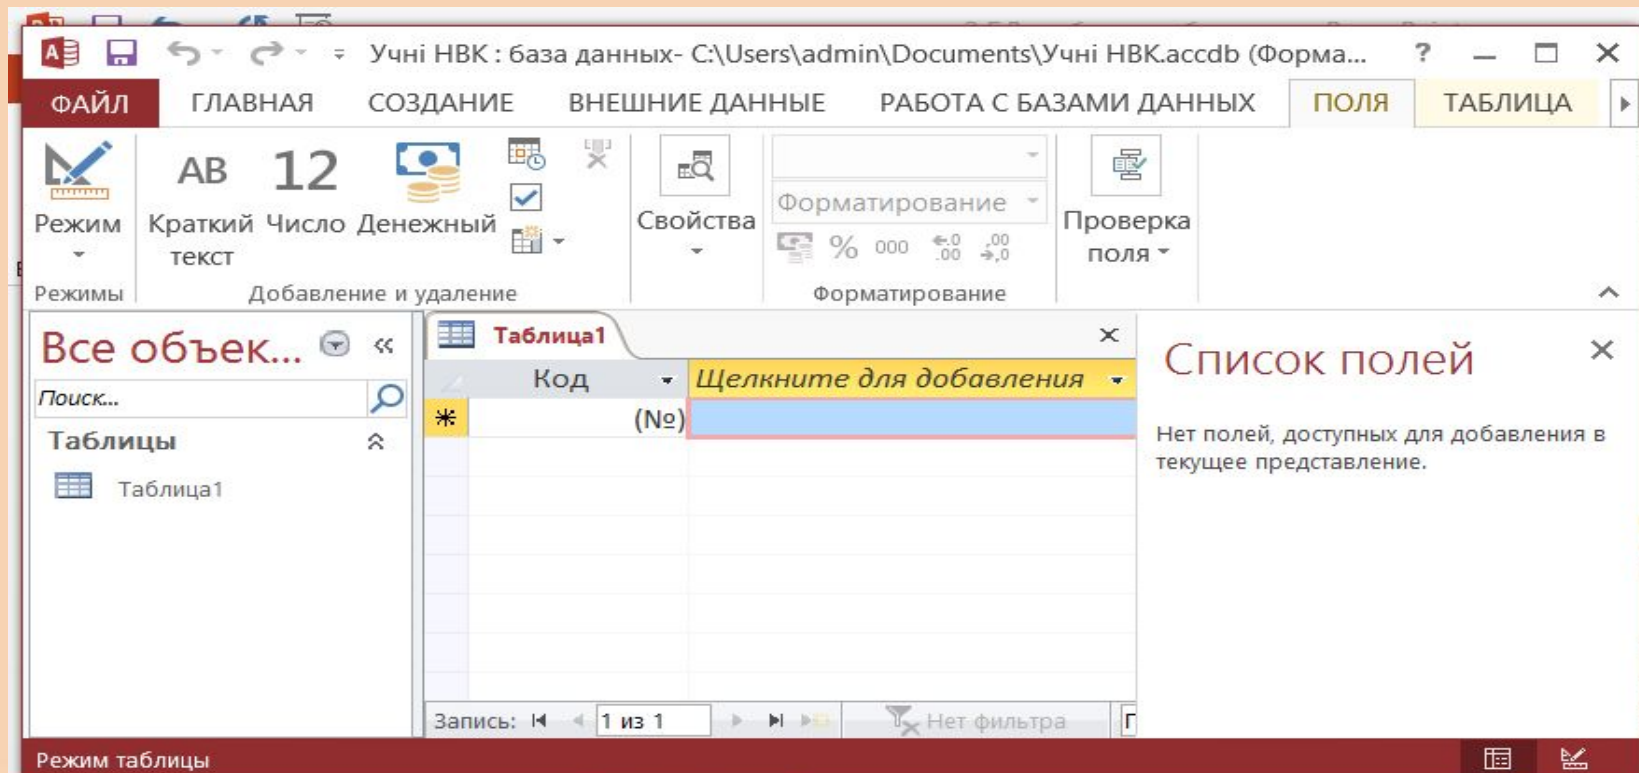 Учні НВК : база данных- C:\Users\admin\Documents\Учні НВК.accdb (Форма... ?
ФАЙЛ ГЛАВНАЯ СОЗДАНИЕ ВНЕШНИЕ ДАННЫЕ РАБОТА С БАЗАМИ ДАННЫХ ПОЛЯ ТАБЛИЦА
AB 12
Режим Краткий текст Число Денежный Свойства Форматирование Проверка поля
% 000
Режимы Добавление и удаление Форматирование
Все объек... «
Поиск...
Таблицы
Таблица1
Таблица1
Код Щелкните для добавления
(№)
Запись: 1 из 1 Нет фильтра
Список полей
Нет полей, доступных для добавления в
текущее представление.
Режим таблицы